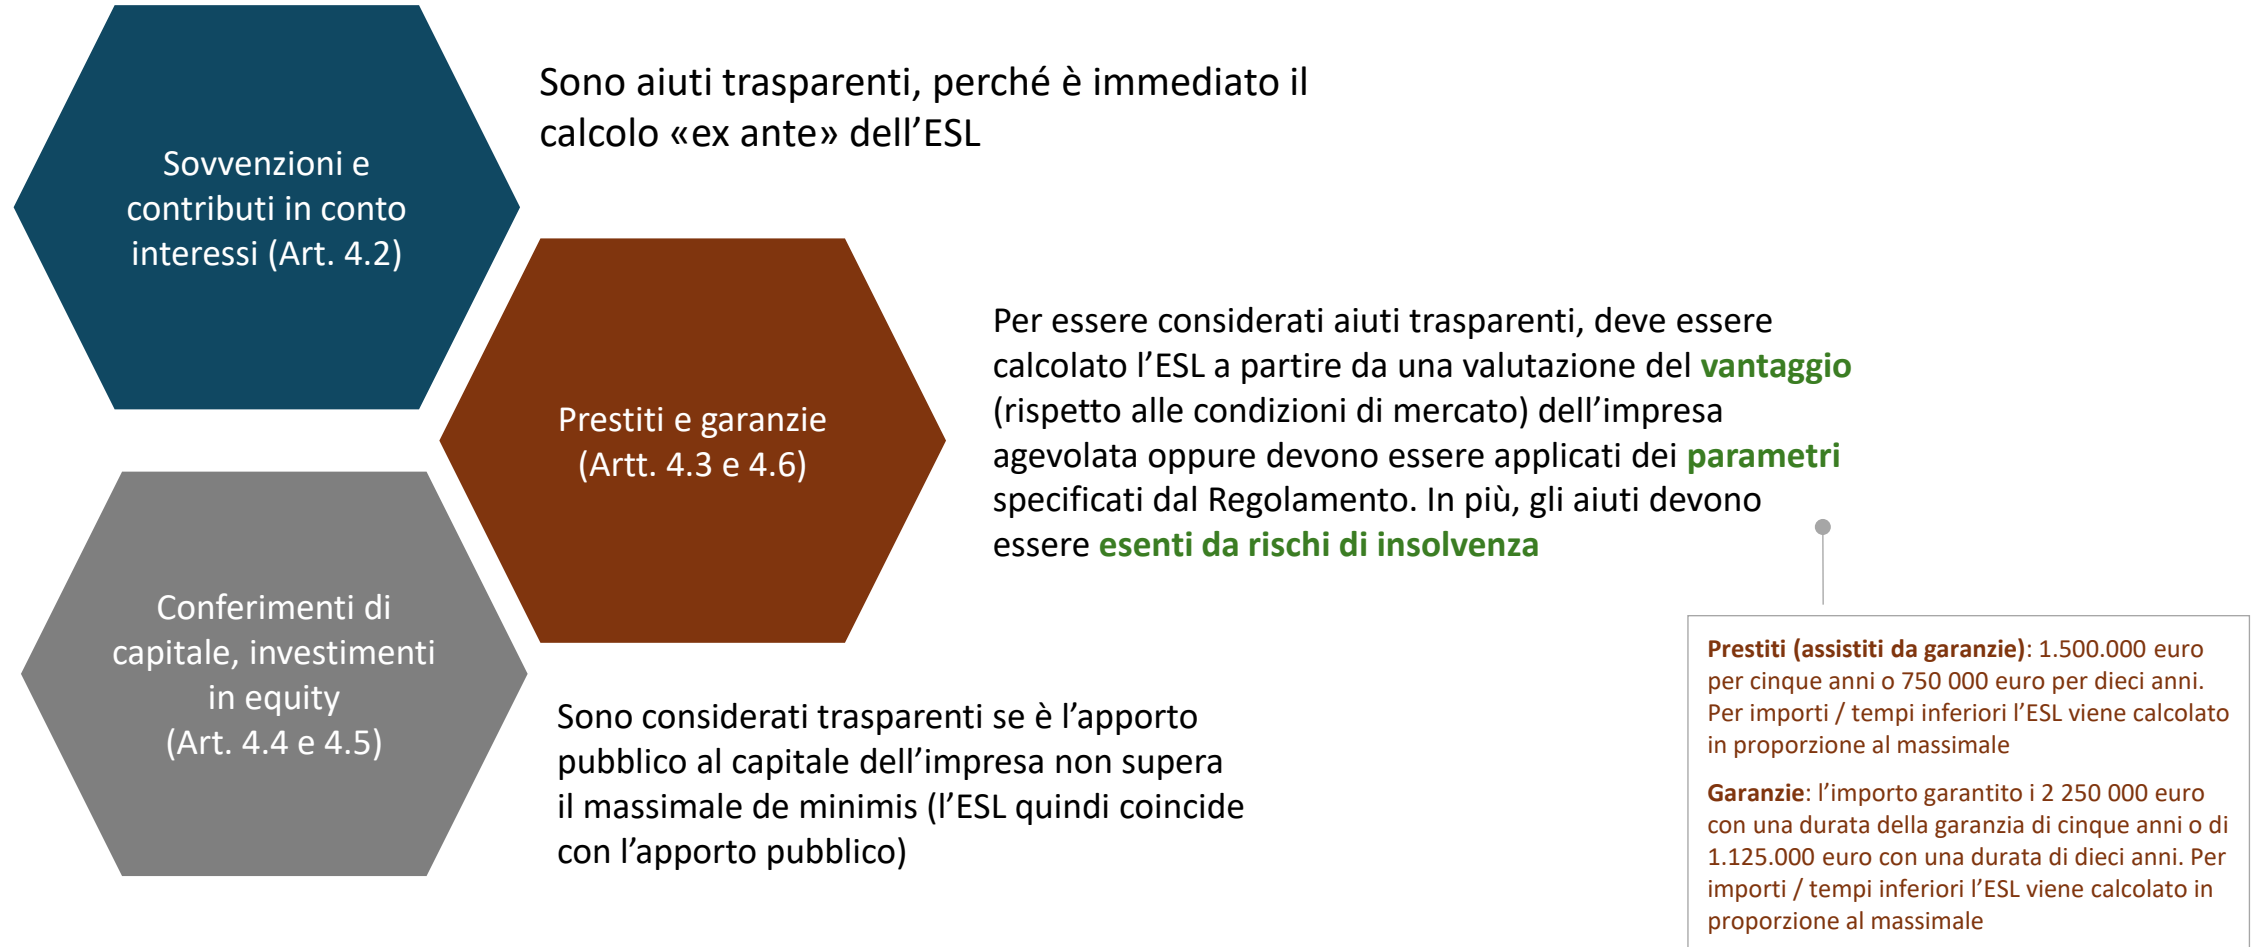 Sovvenzioni e
contributi in conto
interessi (Art. 4.2)
Sono aiuti trasparenti, perché è immediato il
calcolo «ex ante» dell’ESL
Prestiti e garanzie
(Artt. 4.3 e 4.6)
Per essere considerati aiuti trasparenti, deve essere
calcolato l’ESL a partire da una valutazione del vantaggio
(rispetto alle condizioni di mercato) dell’impresa
agevolata oppure devono essere applicati dei parametri
specificati dal Regolamento. In più, gli aiuti devono
essere esenti da rischi di insolvenza
Conferimenti di
capitale, investimenti
in equity
(Art. 4.4 e 4.5)
Sono considerati trasparenti se è l’apporto
pubblico al capitale dell’impresa non supera
il massimale de minimis (l’ESL quindi coincide
con l’apporto pubblico)
Prestiti (assistiti da garanzie): 1.500.000 euro
per cinque anni o 750 000 euro per dieci anni.
Per importi / tempi inferiori l’ESL viene calcolato
in proporzione al massimale
Garanzie: l’importo garantito i 2 250 000 euro
con una durata della garanzia di cinque anni o di
1.125.000 euro con una durata di dieci anni. Per
importi / tempi inferiori l’ESL viene calcolato in
proporzione al massimale